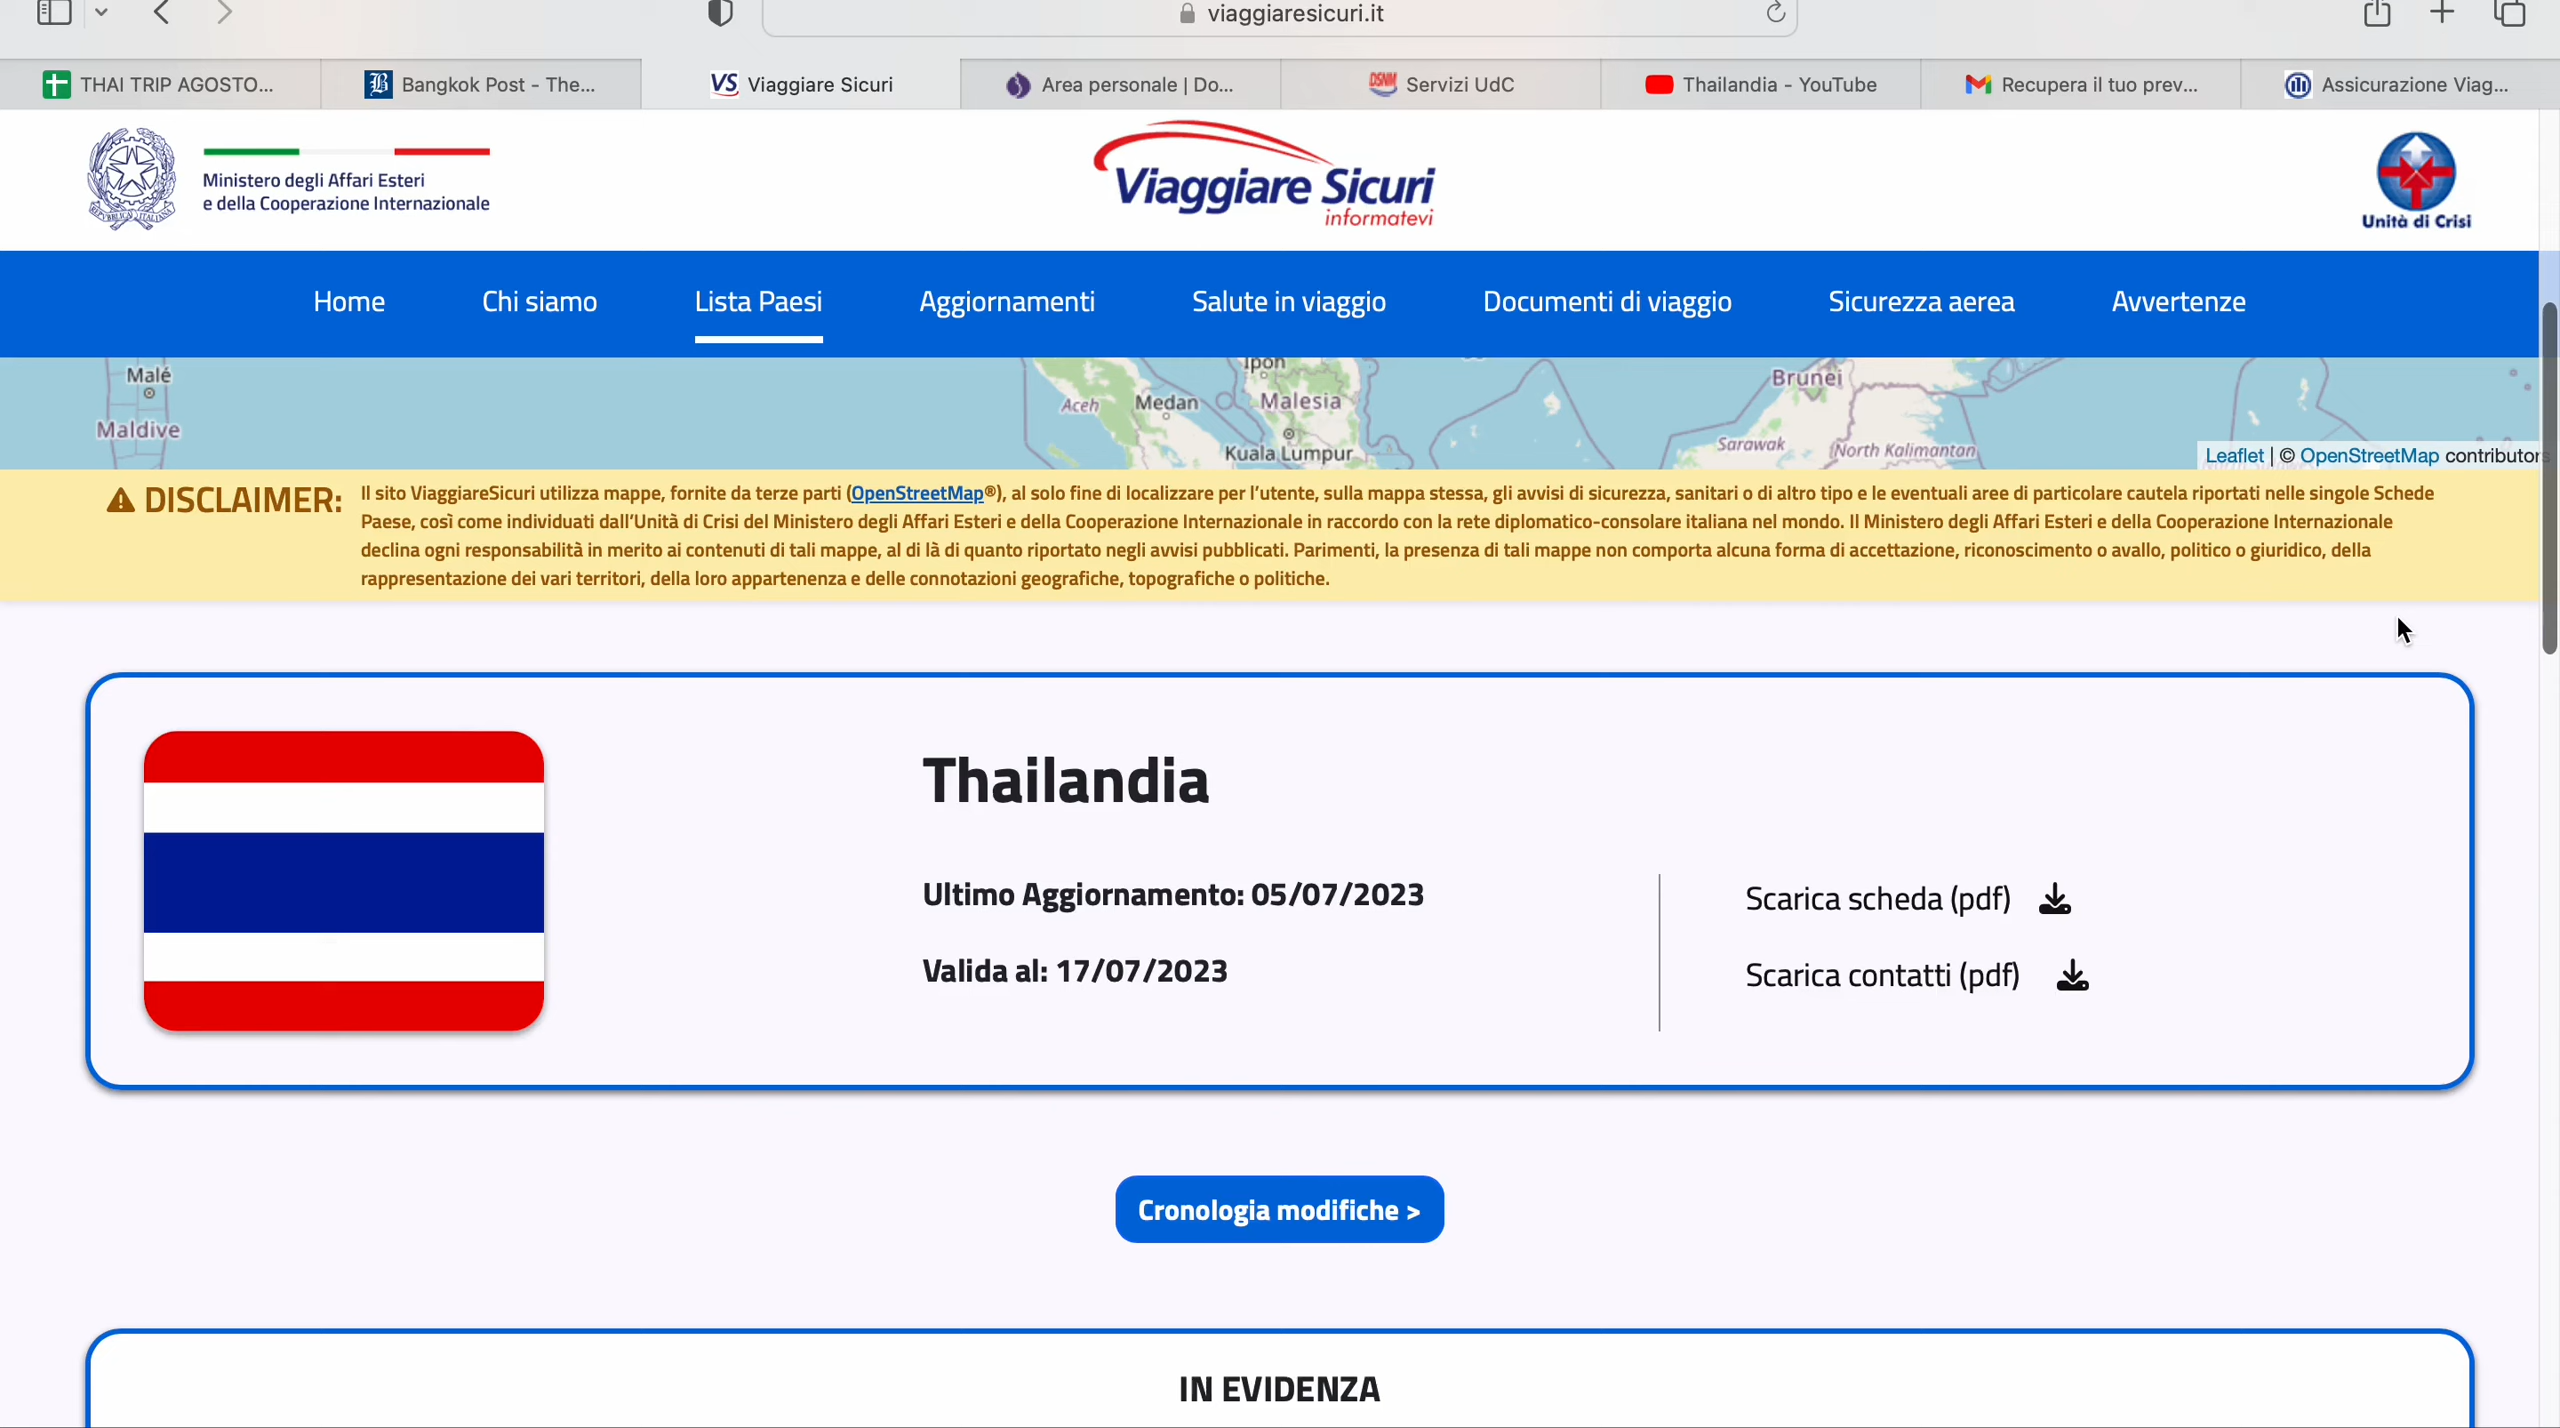 viaggiaresicuri.it
THAI TRIP AGOSTO...
Bangkok Post - The...
VS Viaggiare Sicuri
Area personale | Do...
DSNM Servizi UdC
Thailandia - YouTube
Recupera il tuo prev...
Assicurazione Viag...
Ministero degli Affari Esteri
e della Cooperazione Internazionale
REPVBBLICA ITALIANA
Viaggiare Sicuri
informatevi
Unità di Crisi
Home
Chi siamo
Lista Paesi
Aggiornamenti
Salute in viaggio
Documenti di viaggio
Sicurezza aerea
Avvertenze
Malé
Maldive
Ipoh
Aceh
Medan
Malesia
Kuala Lumpur
Brunei
Sarawak
North Kalimantan
Leaflet | © OpenStreetMap contributors
DISCLAIMER:
Il sito ViaggiareSicuri utilizza mappe, fornite da terze parti (OpenStreetMap®), al solo fine di localizzare per l'utente, sulla mappa stessa, gli avvisi di sicurezza, sanitari o di altro tipo e le eventuali aree di particolare cautela riportati nelle singole Schede
Paese, così come individuati dall'Unità di Crisi del Ministero degli Affari Esteri e della Cooperazione Internazionale in raccordo con la rete diplomatico-consolare italiana nel mondo. Il Ministero degli Affari Esteri e della Cooperazione Internazionale
declina ogni responsabilità in merito ai contenuti di tali mappe, al di là di quanto riportato negli avvisi pubblicati. Parimenti, la presenza di tali mappe non comporta alcuna forma di accettazione, riconoscimento o avallo, politico o giuridico, della
rappresentazione dei vari territori, della loro appartenenza e delle connotazioni geografiche, topografiche o politiche.
Thailandia
Ultimo Aggiornamento: 05/07/2023
Valida al: 17/07/2023
Scarica scheda (pdf)
Scarica contatti (pdf)
Cronologia modifiche >
IN EVIDENZA